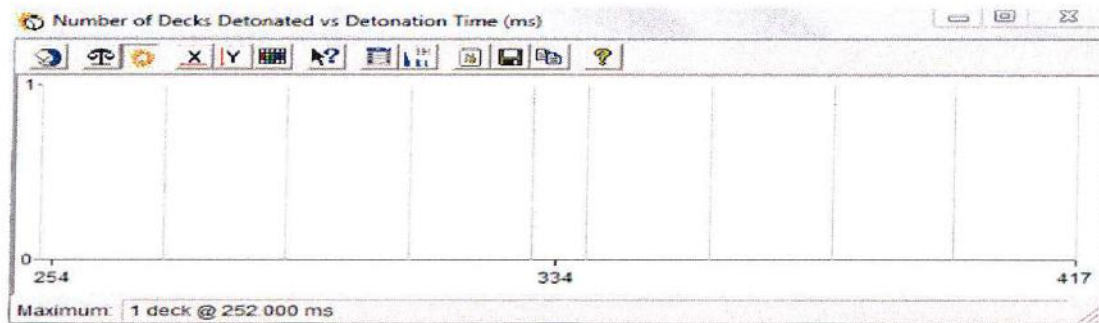 Number of Decks Detonated vs Detonation Time (ms)
X Y ?
1
0
254 334 417
Maximum: 1 deck @ 252.000 ms